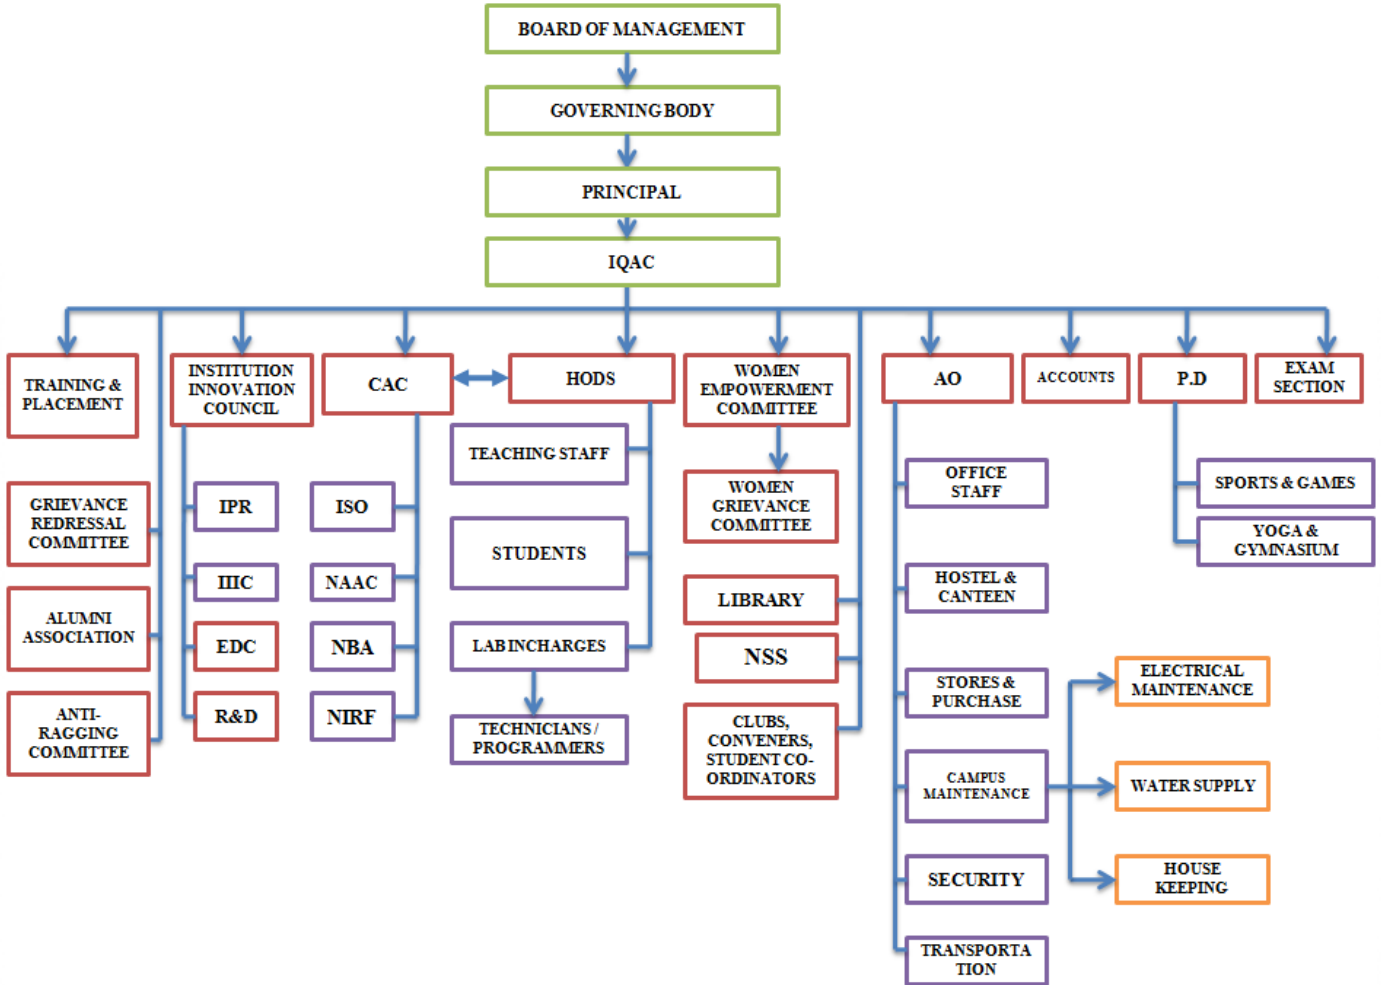 BOARD OF MANAGEMENT
GOVERNING BODY
PRINCIPAL
IQAC
TRAINING &
PLACEMENT
INSTITUTION
INNOVATION
COUNCIL
CAC
HODS
WOMEN
EMPOWERMENT
COMMITTEE
AO
ACCOUNTS
P.D
EXAM
SECTION
GRIEVANCE
REDRESSAL
COMMITTEE
ALUMNI
ASSOCIATION
ANTI-
RAGGING
COMMITTEE
IPR
IIIC
EDC
R&D
ISO
NAAC
NBA
NIRF
TEACHING STAFF
STUDENTS
LAB INCHARGES
TECHNICIANS /
PROGRAMMERS
WOMEN
GRIEVANCE
COMMITTEE
LIBRARY
NSS
CLUBS,
CONVENERS,
STUDENT CO-
ORDINATORS
OFFICE
STAFF
HOSTEL &
CANTEEN
STORES &
PURCHASE
CAMPUS
MAINTENANCE
SECURITY
TRANSPORTA
TION
SPORTS & GAMES
YOGA &
GYMNASIUM
ELECTRICAL
MAINTENANCE
WATER SUPPLY
HOUSE
KEEPING